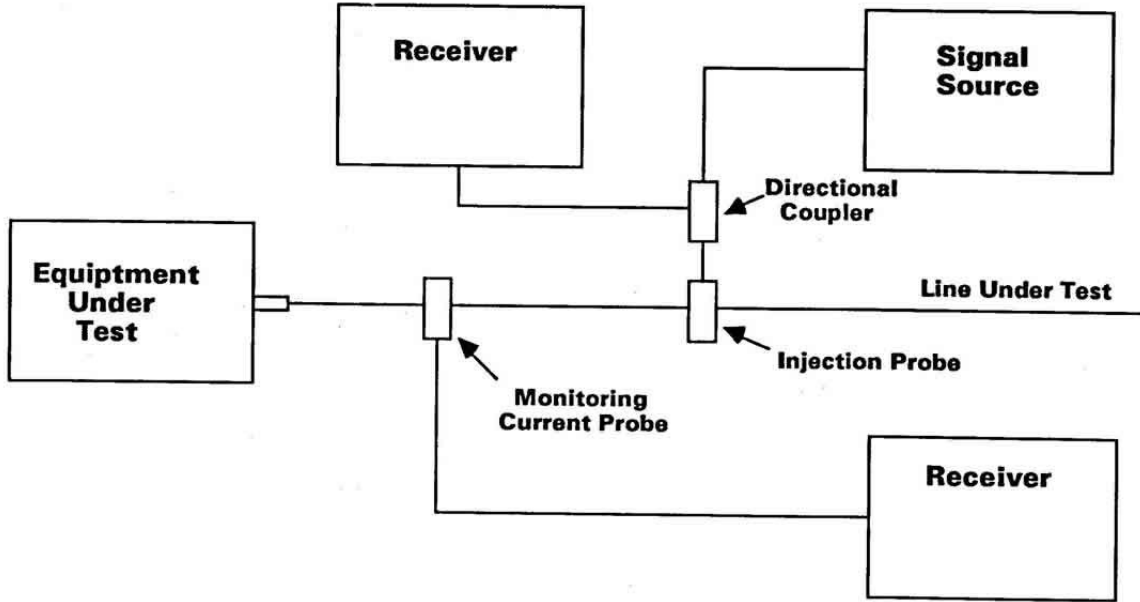 Receiver
Signal
Source
Directional
Coupler
Equiptment
Under
Test
Line Under Test
Injection Probe
Monitoring
Current Probe
Receiver